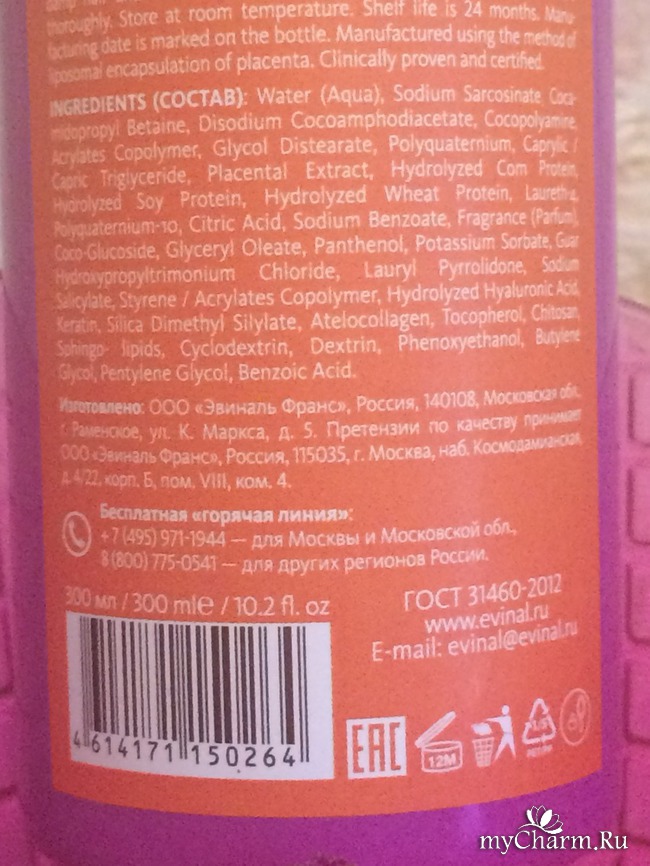 damp hair
thoroughly. Store at room temperature. Shelf life is 24 months. Manu-
facturing date is marked on the bottle. Manufactured using the method of
liposomal encapsulation of placenta. Clinically proven and certified.
INGREDIENTS (СОСТАВ): Water (Aqua), Sodium Sarcosinate Coca-
midopropyl Betaine, Disodium Cocoamphodiacetate, Cocopolyamine,
Acrylates Copolymer, Glycol Distearate, Polyquaternium, Caprylic /
Capric Triglyceride, Placental Extract, Hydrolyzed Corn Protein,
Hydrolyzed Soy Protein, Hydrolyzed Wheat Protein, Laureth-4,
Polyquaternium-10, Citric Acid, Sodium Benzoate, Fragrance (Parfum),
Coco-Glucoside, Glyceryl Oleate, Panthenol, Potassium Sorbate, Guar
Hydroxypropyltrimonium Chloride, Lauryl Pyrrolidone, Sodium
Salicylate, Styrene / Acrylates Copolymer, Hydrolyzed Hyaluronic Acid,
Keratin, Silica Dimethyl Silylate, Atelocollagen, Tocopherol, Chitosan,
Sphingo- lipids, Cyclodextrin, Dextrin, Phenoxyethanol, Butylene
Glycol, Pentylene Glycol, Benzoic Acid.
Изготовлено: ООО «Эвиналь Франс», Россия, 140108, Московская обл.,
г. Раменское, ул. К. Маркса, д. 5. Претензии по качеству принимает
ООО «Эвиналь Франс», Россия, 115035, г. Москва, наб. Космодамианская,
д. 4/22, корп. Б, пом. VIII, ком. 4.
Бесплатная «горячая линия»:
+7 (495) 971-1944 — для Москвы и Московской обл.,
8 (800) 775-0541 — для других регионов России.
300 мл / 300 ml℮ / 10.2 fl. oz
ГОСТ 31460-2012
www.evinal.ru
E-mail: evinal@evinal.ru
4 614171 150264
EAC
12M
myCharm.Ru